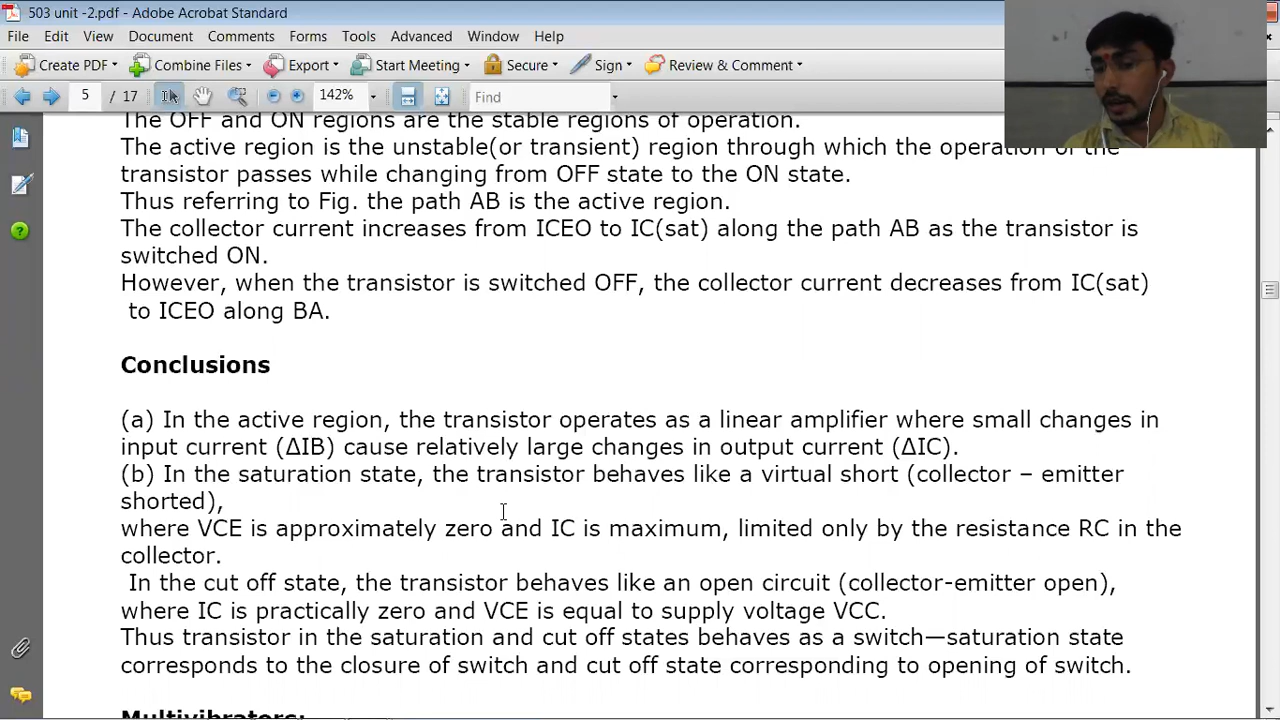 503 unit -2.pdf - Adobe Acrobat Standard
File Edit View Document Comments Forms Tools Advanced Window Help
Create PDF Combine Files Export Start Meeting Secure Sign Review & Comment
5 / 17 142% Find
The OFF and ON regions are the stable regions of operation.
The active region is the unstable(or transient) region through which the operation of the
transistor passes while changing from OFF state to the ON state.
Thus referring to Fig. the path AB is the active region.
The collector current increases from ICEO to IC(sat) along the path AB as the transistor is
switched ON.
However, when the transistor is switched OFF, the collector current decreases from IC(sat)
to ICEO along BA.
Conclusions
(a) In the active region, the transistor operates as a linear amplifier where small changes in
input current (ΔIB) cause relatively large changes in output current (ΔIC).
(b) In the saturation state, the transistor behaves like a virtual short (collector – emitter
shorted),
where VCE is approximately zero and IC is maximum, limited only by the resistance RC in the
collector.
In the cut off state, the transistor behaves like an open circuit (collector-emitter open),
where IC is practically zero and VCE is equal to supply voltage VCC.
Thus transistor in the saturation and cut off states behaves as a switch—saturation state
corresponds to the closure of switch and cut off state corresponding to opening of switch.
Multivibrators: